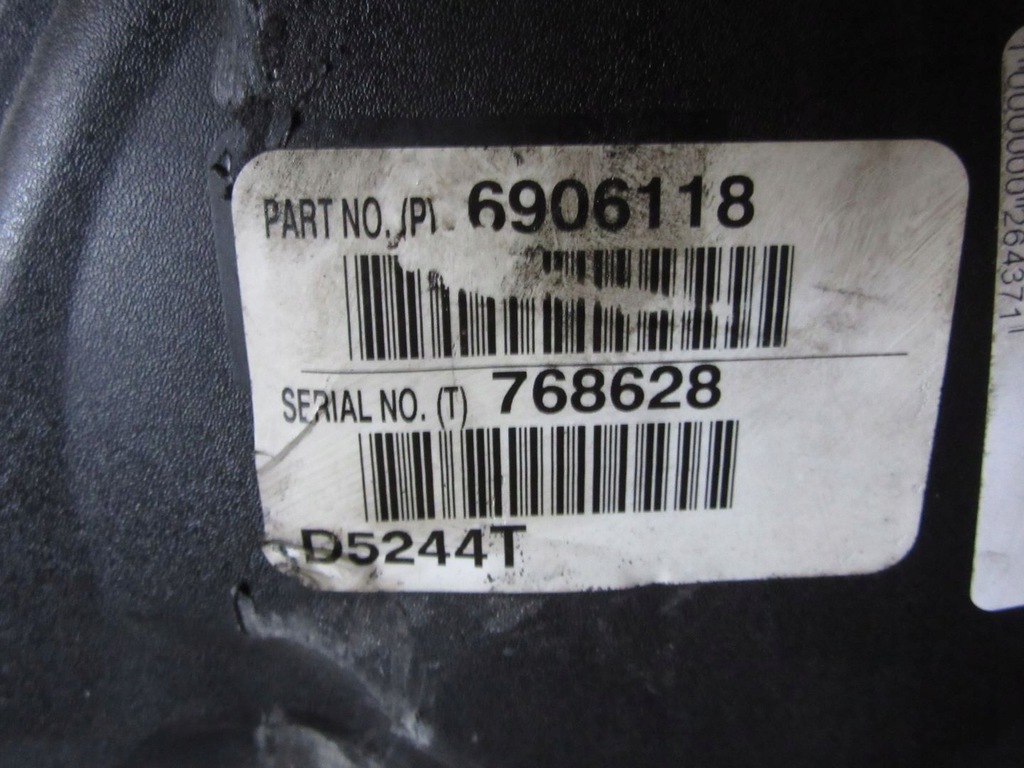 PART NO. (P) 6906118
SERIAL NO. (T) 768628
D5244T